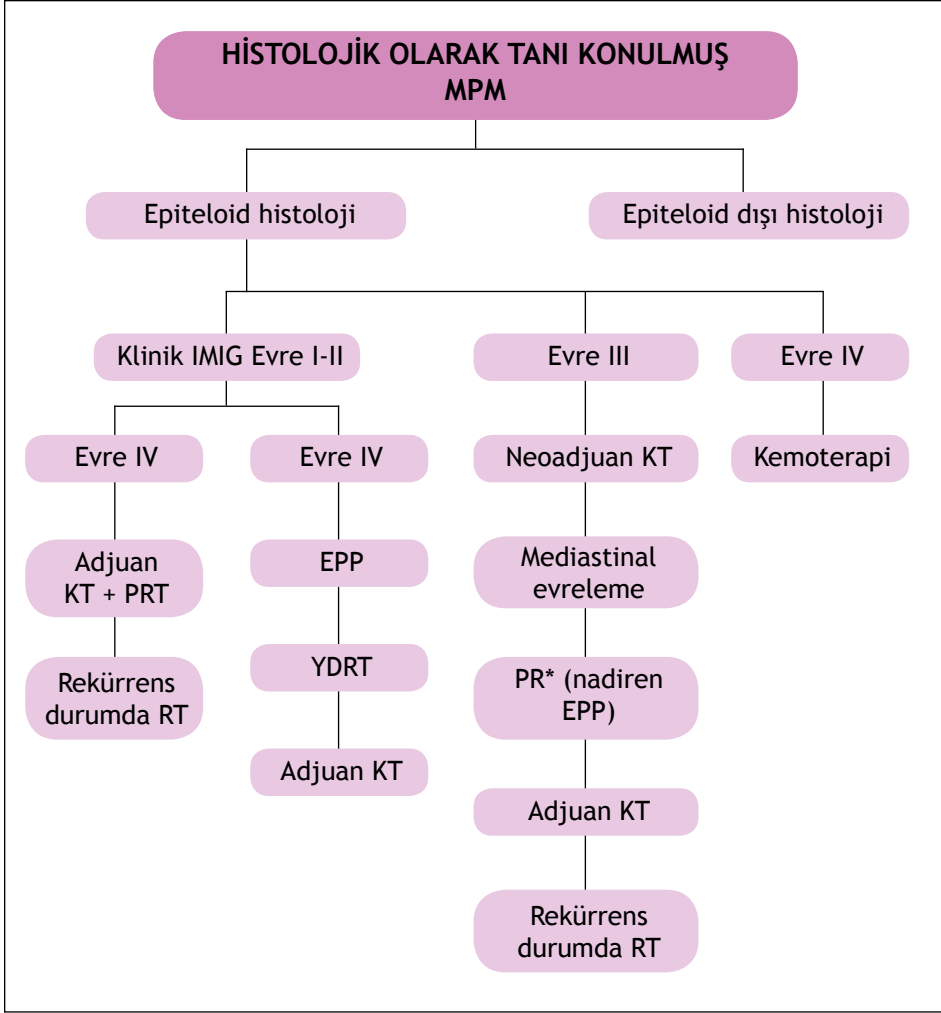 HİSTOLOJİK OLARAK TANI KONULMUŞ
MPM
Epiteloid histoloji
Epiteloid dışı histoloji
Klinik IMIG Evre I-II
Evre III
Evre IV
Evre IV
Evre IV
Neoadjuan KT
Kemoterapi
Adjuan
KT + PRT
EPP
Mediastinal
evreleme
Rekürrens
durumda RT
YDRT
PR* (nadiren
EPP)
Adjuan KT
Adjuan KT
Rekürrens
durumda RT